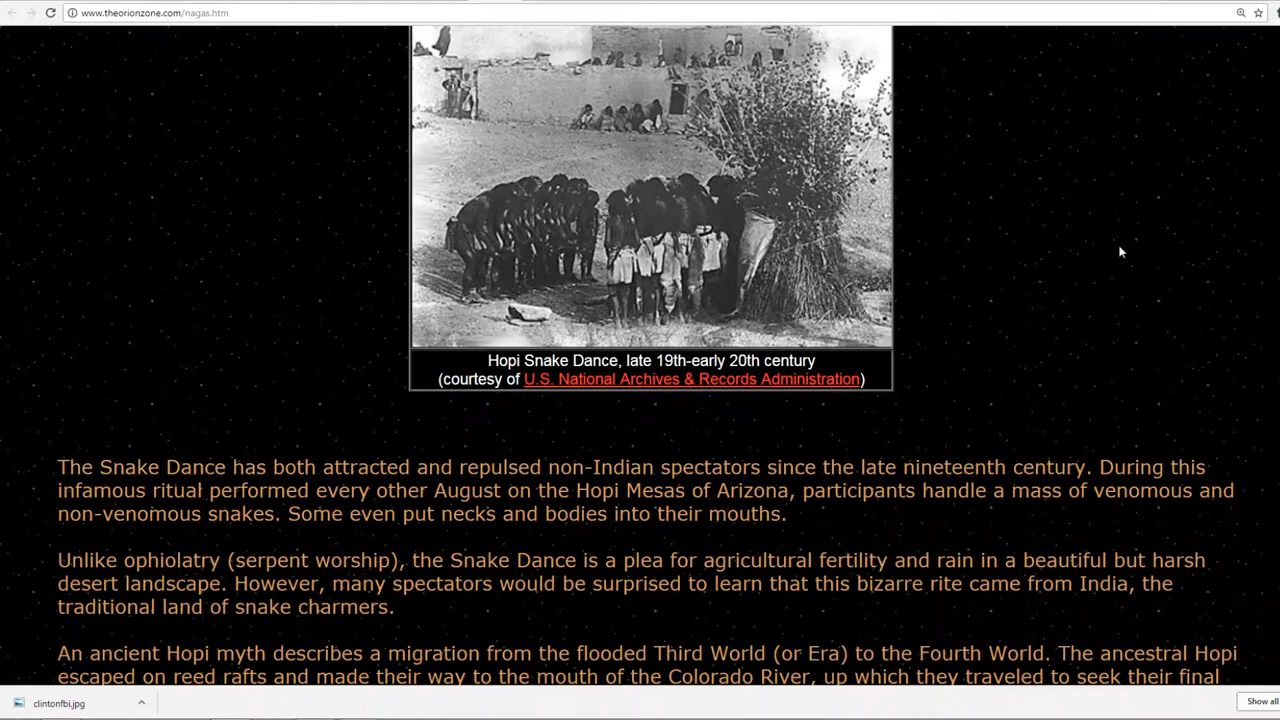 www.theorionzone.com/nagas.htm
Hopi Snake Dance, late 19th-early 20th century
(courtesy of U.S. National Archives & Records Administration)
The Snake Dance has both attracted and repulsed non-Indian spectators since the late nineteenth century. During this
infamous ritual performed every other August on the Hopi Mesas of Arizona, participants handle a mass of venomous and
non-venomous snakes. Some even put necks and bodies into their mouths.
Unlike ophiolatry (serpent worship), the Snake Dance is a plea for agricultural fertility and rain in a beautiful but harsh
desert landscape. However, many spectators would be surprised to learn that this bizarre rite came from India, the
traditional land of snake charmers.
An ancient Hopi myth describes a migration from the flooded Third World (or Era) to the Fourth World. The ancestral Hopi
escaped on reed rafts and made their way to the mouth of the Colorado River, up which they traveled to seek their final
clintonfbi.jpg
Show all